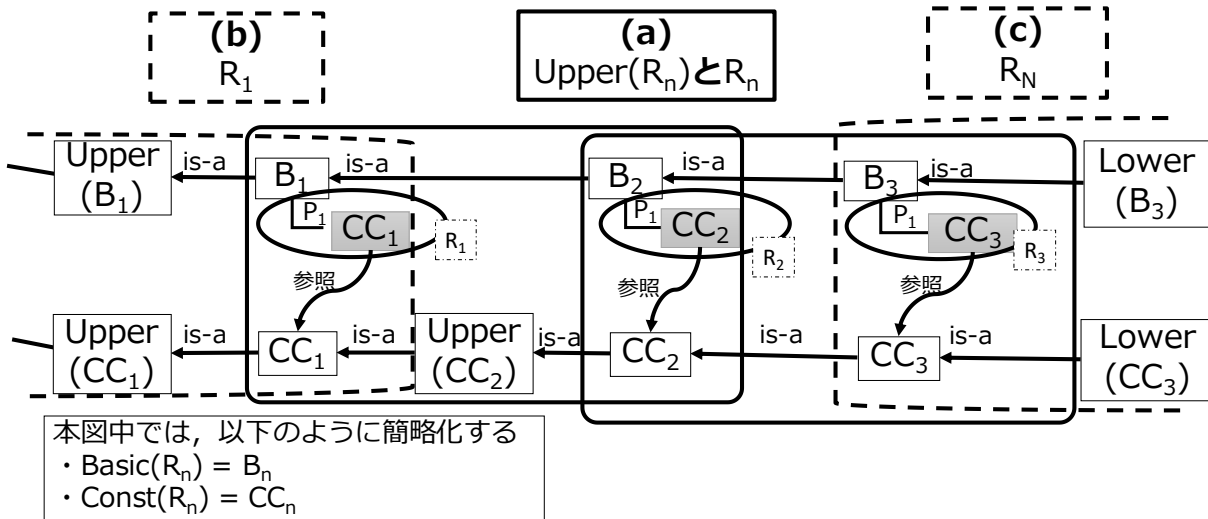 (b)
R₁
(a)
Upper(Rₙ)とRₙ
(c)
R_N
Upper
(B₁)
is-a
B₁
is-a
B₂
is-a
B₃
is-a
Lower
(B₃)
P₁
CC₁
R₁
P₁
CC₂
R₂
P₁
CC₃
R₃
参照
参照
参照
Upper
(CC₁)
is-a
CC₁
is-a
Upper
(CC₂)
is-a
CC₂
is-a
CC₃
is-a
Lower
(CC₃)
本図中では，以下のように簡略化する
・Basic(Rₙ) = Bₙ
・Const(Rₙ) = CCₙ